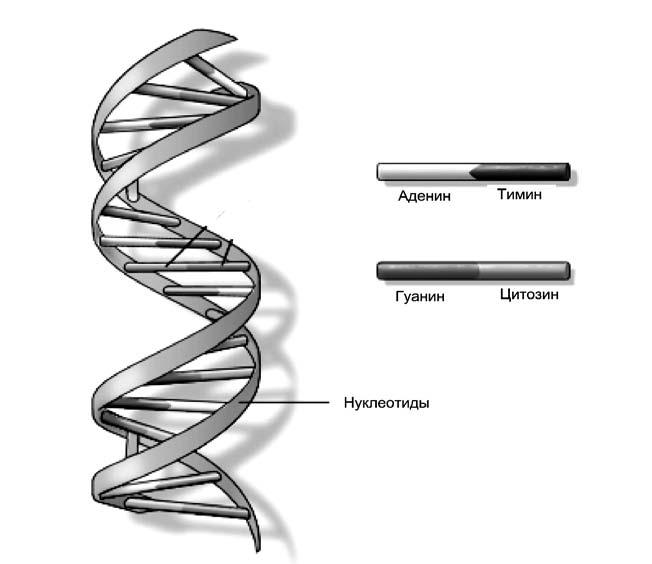 Аденин
Тимин
Гуанин
Цитозин
Нуклеотиды